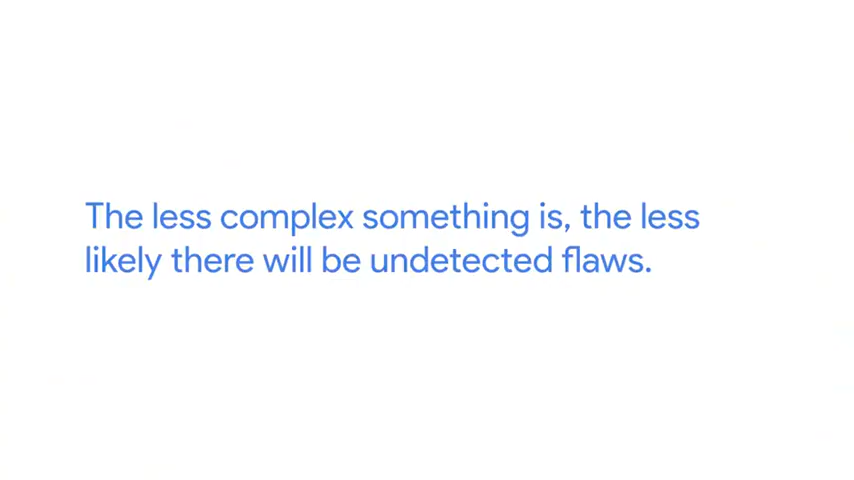 The less complex something is, the less
likely there will be undetected flaws.